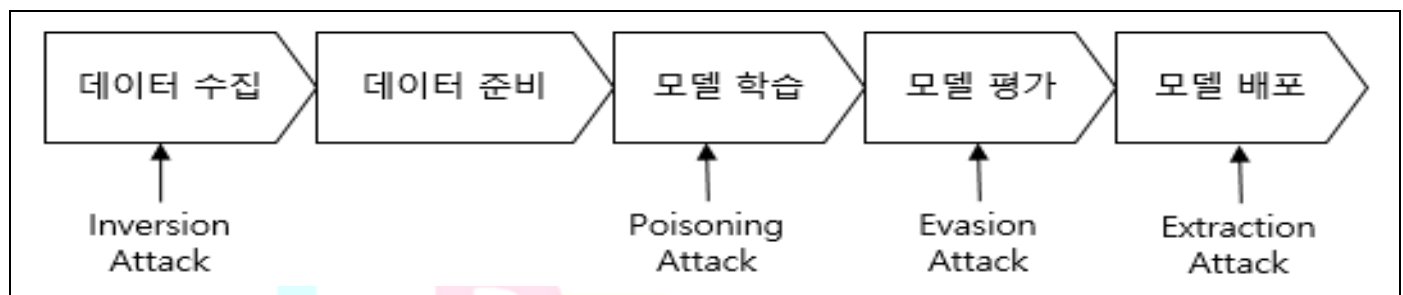 데이터 수집
데이터 준비
모델 학습
모델 평가
모델 배포
Inversion
Attack
Poisoning
Attack
Evasion
Attack
Extraction
Attack